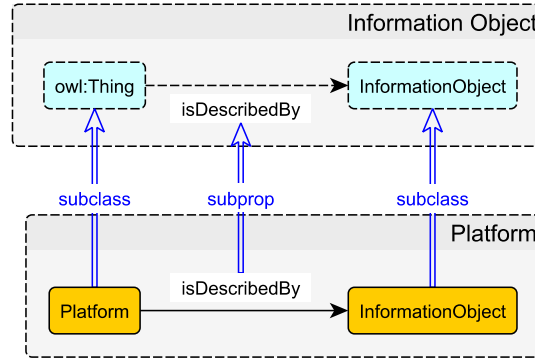 Information Object
owl:Thing
InformationObject
isDescribedBy
subclass
subprop
subclass
Platform
isDescribedBy
Platform
InformationObject